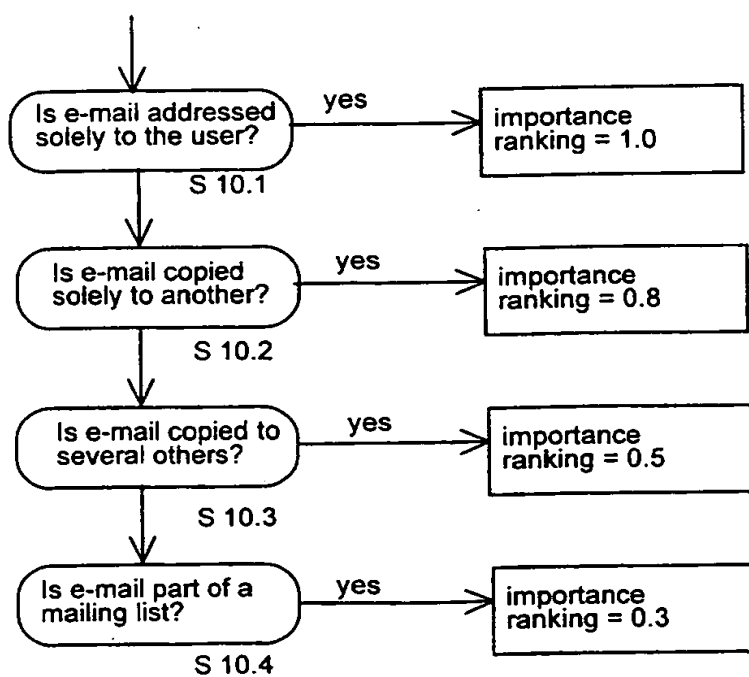 Is e-mail addressed
solely to the user?
yes
importance
ranking = 1.0
S 10.1
Is e-mail copied
solely to another?
yes
importance
ranking = 0.8
S 10.2
Is e-mail copied to
several others?
yes
importance
ranking = 0.5
S 10.3
Is e-mail part of a
mailing list?
yes
importance
ranking = 0.3
S 10.4